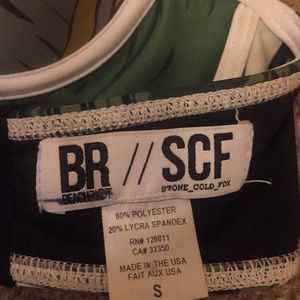 BR // SCF
BEACHRIOT STONE_COLD_FOX
80% POLYESTER
20% LYCRA SPANDEX
RN# 128811
CA# 32350
MADE IN THE USA
FAIT AUX USA
S